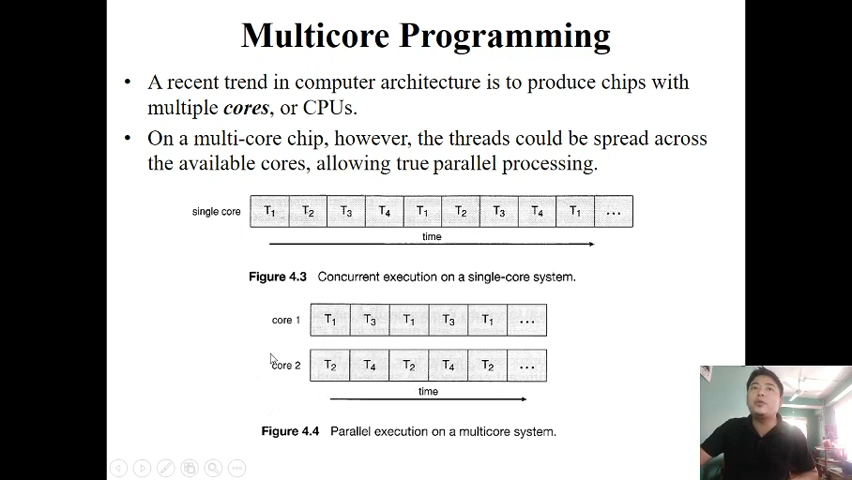 Multicore Programming
• A recent trend in computer architecture is to produce chips with
multiple cores, or CPUs.
• On a multi-core chip, however, the threads could be spread across
the available cores, allowing true parallel processing.
single core T1 T2 T3 T4 T1 T2 T3 T4 T1 ...
time
Figure 4.3 Concurrent execution on a single-core system.
core 1 T1 T3 T1 T3 T1 ...
core 2 T2 T4 T2 T4 T2 ...
time
Figure 4.4 Parallel execution on a multicore system.